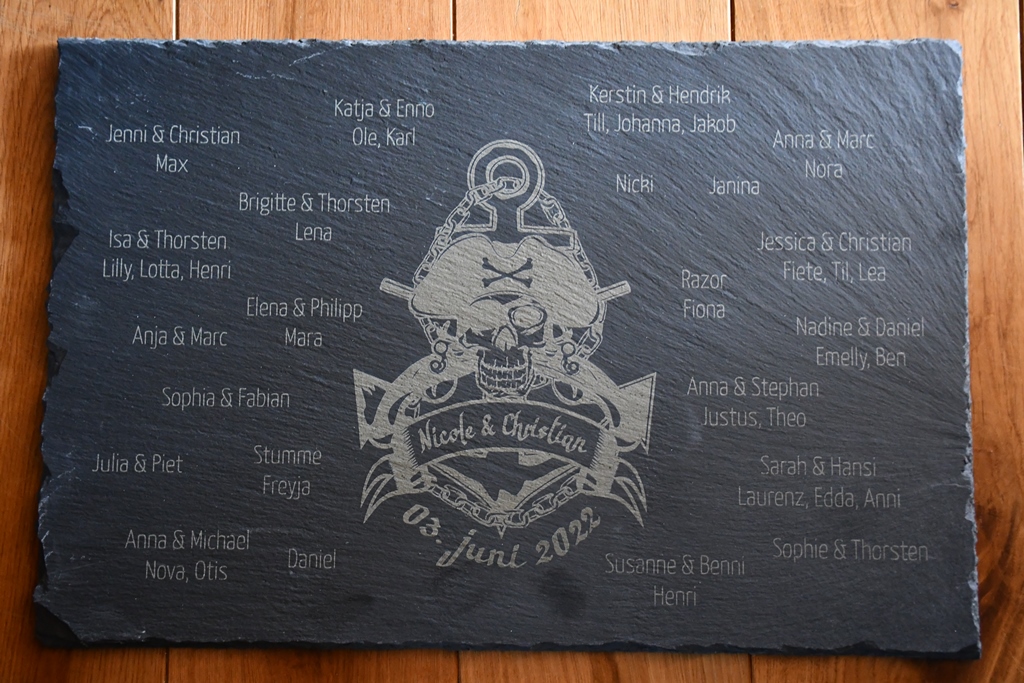 Jenni & Christian
Max
Katja & Enno
Ole, Karl
Kerstin & Hendrik
Till, Johanna, Jakob
Anna & Marc
Nora
Brigitte & Thorsten
Lena
Nicki
Janina
Isa & Thorsten
Lilly, Lotta, Henri
Jessica & Christian
Fiete, Til, Lea
Elena & Philipp
Mara
Razor
Fiona
Anja & Marc
Nadine & Daniel
Emelly, Ben
Sophia & Fabian
Anna & Stephan
Justus, Theo
Nicole & Christian
Julia & Piet
Stumme
Freyja
Sarah & Hansi
Laurenz, Edda, Anni
03. juni 2022
Anna & Michael
Nova, Otis
Daniel
Susanne & Benni
Henri
Sophie & Thorsten